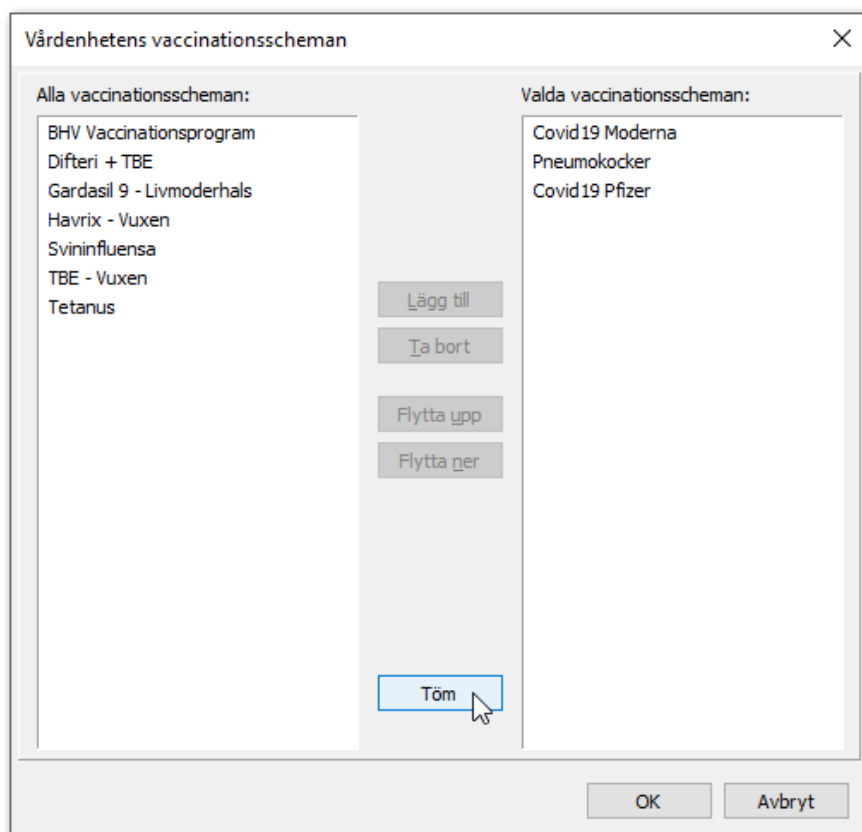 Vårdenhetens vaccinationsscheman
Alla vaccinationsscheman:
BHV Vaccinationsprogram
Difteri + TBE
Gardasil 9 - Livmoderhals
Havrix - Vuxen
Svininfluensa
TBE - Vuxen
Tetanus
Lägg till
Ta bort
Flytta upp
Flytta ner
Töm
Valda vaccinationsscheman:
Covid19 Moderna
Pneumokocker
Covid19 Pfizer
OK
Avbryt